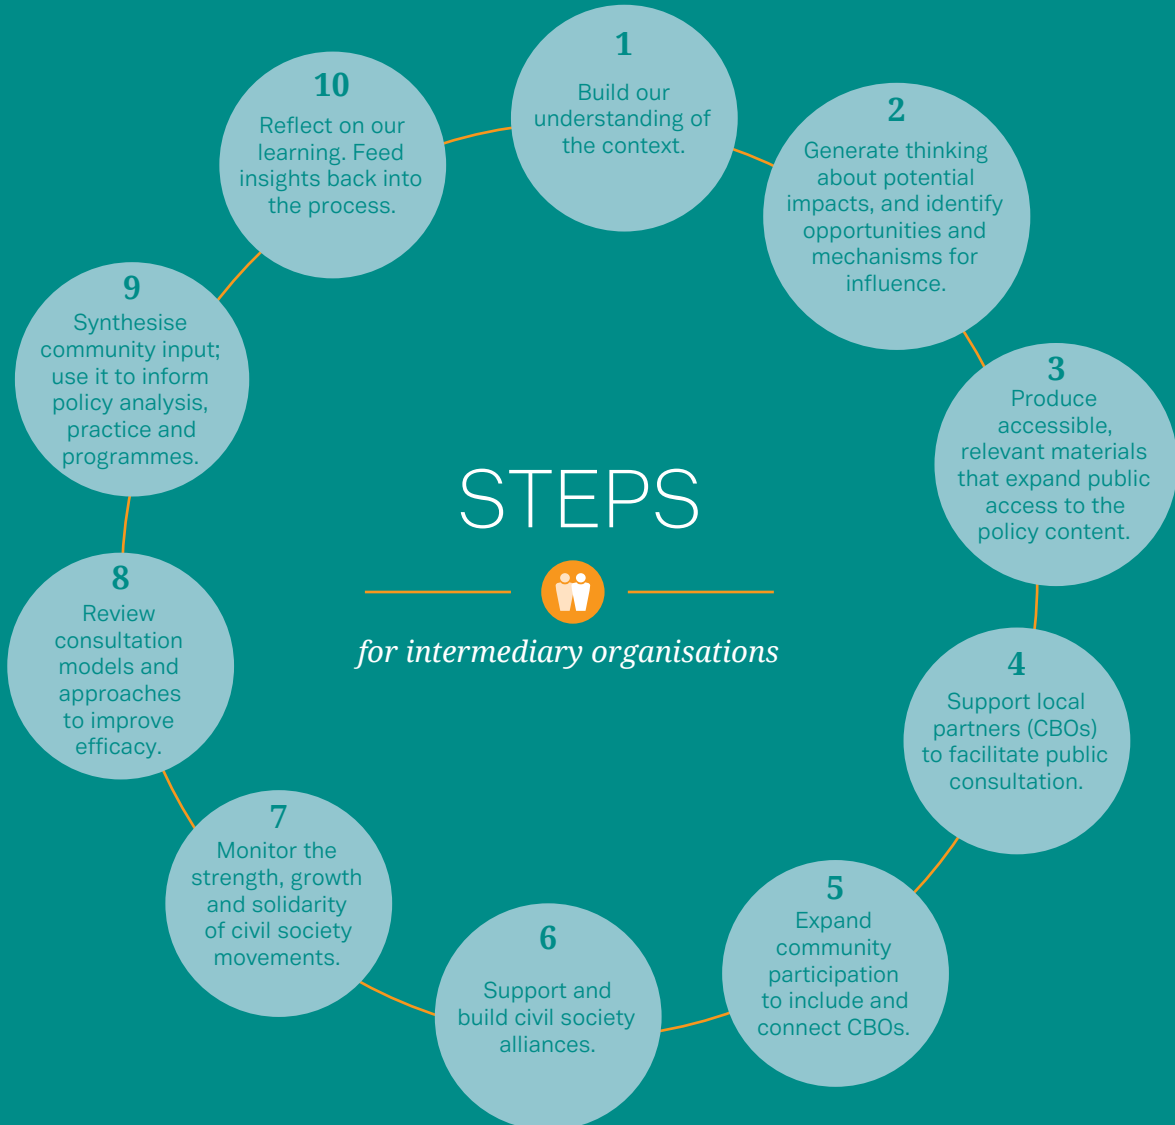 STEPS
for intermediary organisations
1
Build our
understanding of
the context.
2
Generate thinking
about potential
impacts, and identify
opportunities and
mechanisms for
influence.
3
Produce
accessible,
relevant materials
that expand public
access to the
policy content.
4
Support local
partners (CBOs)
to facilitate public
consultation.
5
Expand
community
participation
to include and
connect CBOs.
6
Support and
build civil society
alliances.
7
Monitor the
strength, growth
and solidarity
of civil society
movements.
8
Review
consultation
models and
approaches
to improve
efficacy.
9
Synthesise
community input;
use it to inform
policy analysis,
practice and
programmes.
10
Reflect on our
learning. Feed
insights back into
the process.